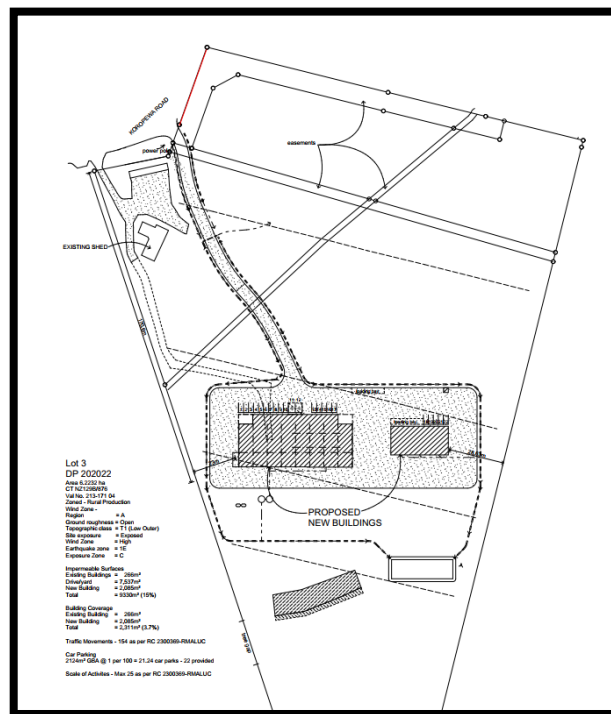 KOROPEWA ROAD
power pole
easements
EXISTING SHED
PROPOSED
NEW BUILDINGS
Lot 3
DP 202022
Area 6.2232 ha
CT NZ129B/876
Val No. 213-171 04
Zoned - Rural Production
Wind Zone -
Region = A
Ground roughness = Open
Topographic class = T1 (Low Outer)
Site exposure = Exposed
Wind Zone = High
Earthquake zone = 1E
Exposure Zone = C
Impermeable Surfaces
Existing Buildings = 266m²
Drive/yard = 7,537m²
New Building = 2,085m²
Total = 9330m² (15%)
Building Coverage
Existing Building = 266m²
New Building = 2,085m²
Total = 2,311m² (3.7%)
Traffic Movements - 154 as per RC 2300369-RMALUC
Car Parking
2124m² GBA @ 1 per 100 = 21.24 car parks - 22 provided
Scale of Activites - Max 25 as per RC 2300369-RMALUC